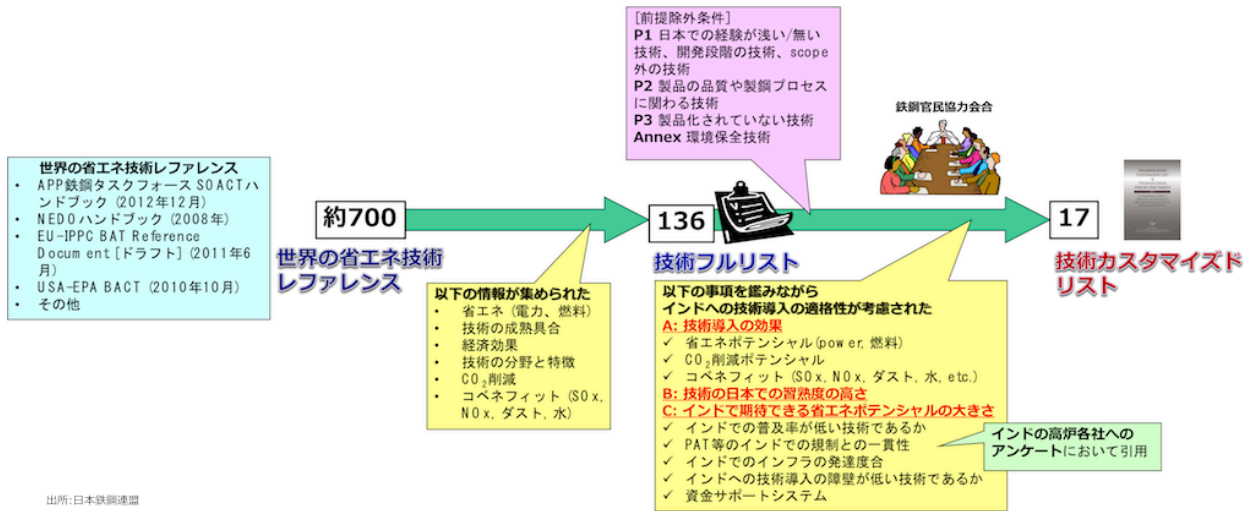 [前提除外条件]
P1 日本での経験が浅い/無い
技術、開発段階の技術、scope
外の技術
P2 製品の品質や製鋼プロセス
に関わる技術
P3 製品化されていない技術
Annex 環境保全技術
鉄鋼官民協力会合
世界の省エネ技術レファレンス
• APP鉄鋼タスクフォース SOACTハ
ンドブック (2012年12月)
• NEDOハンドブック (2008年)
• EU-IPPC BAT Reference
Document[ドラフト] (2011年6
月)
• USA-EPA BACT (2010年10月)
• その他
約700
世界の省エネ技術
レファレンス
136
技術フルリスト
17
技術カスタマイズド
リスト
以下の情報が集められた
• 省エネ (電力、燃料)
• 技術の成熟具合
• 経済効果
• 技術の分野と特徴
• CO₂削減
• コベネフィット (SOx,
NOx, ダスト, 水)
以下の事項を鑑みながら
インドへの技術導入の適格性が考慮された
A: 技術導入の効果
✓ 省エネポテンシャル(power, 燃料)
✓ CO₂削減ポテンシャル
✓ コベネフィット (SOx, NOx, ダスト, 水, etc.)
B: 技術の日本での習熟度の高さ
C: インドで期待できる省エネポテンシャルの大きさ
✓ インドでの普及率が低い技術であるか
✓ PAT等のインドでの規制との一貫性
✓ インドでのインフラの発達度合
✓ インドへの技術導入の障壁が低い技術であるか
✓ 資金サポートシステム
インドの高炉各社への
アンケートにおいて引用
出所:日本鉄鋼連盟